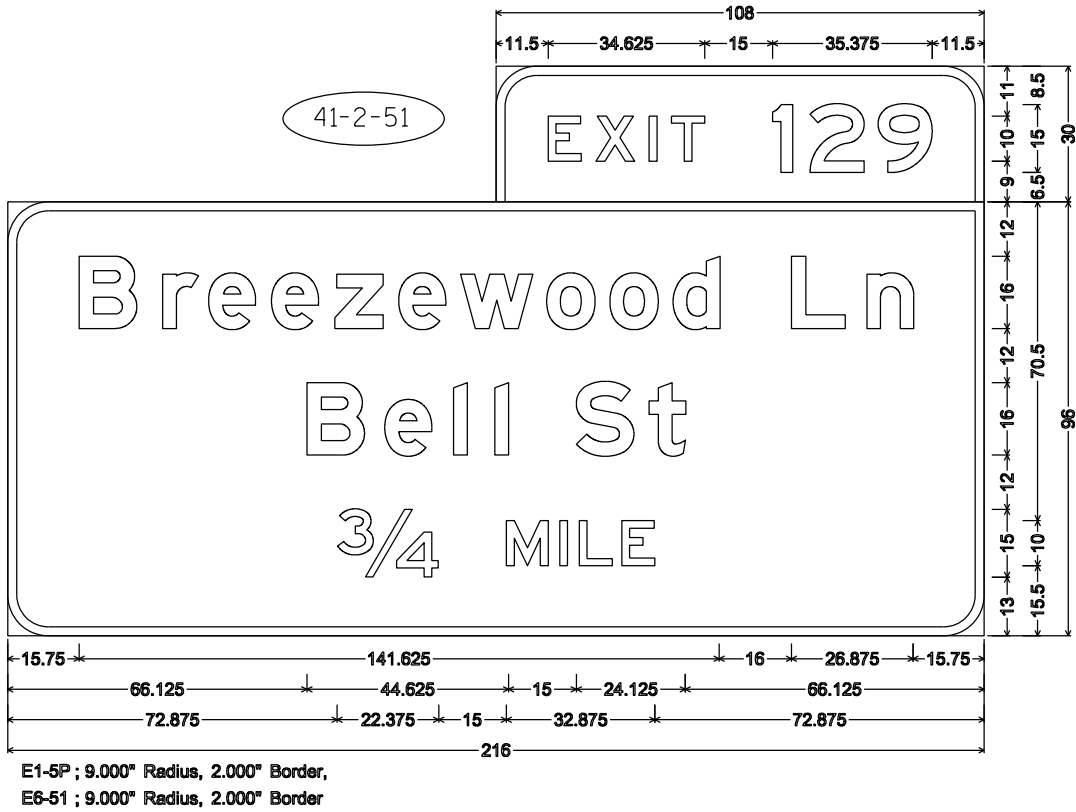 108
11.5 34.625 15 35.375 11.5
41-2-51
EXIT 129
11 10 9
8.5 15 6.5
30
Breezewood Ln
Bell St
3/4 MILE
12 16 12 16 12 15 13
70.5 10 15.5
96
15.75 141.625 16 26.875 15.75
66.125 44.625 15 24.125 66.125
72.875 22.375 15 32.875 72.875
216
E1-5P ; 9.000" Radius, 2.000" Border,
E6-51 ; 9.000" Radius, 2.000" Border